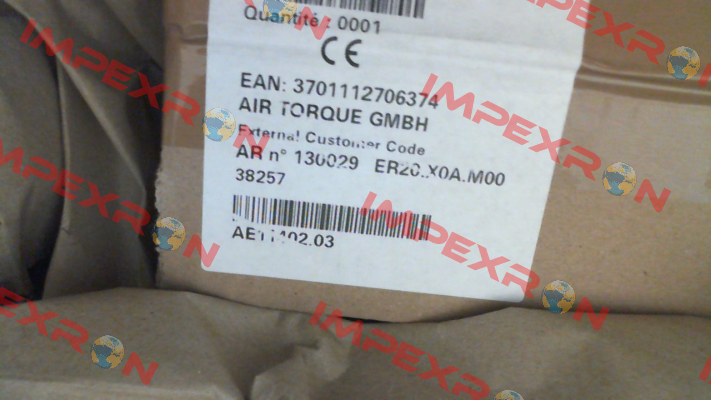 Quantité : 0001
CE
EAN: 3701112706374
AIR TORQUE GMBH
External Customer Code
AR n° 130029 ER20.X0A.M00
38257
IMPEXRON
IMPEXRON
IMPEXRON
IMPEXRON
IMPEXRON
IMPEXRON